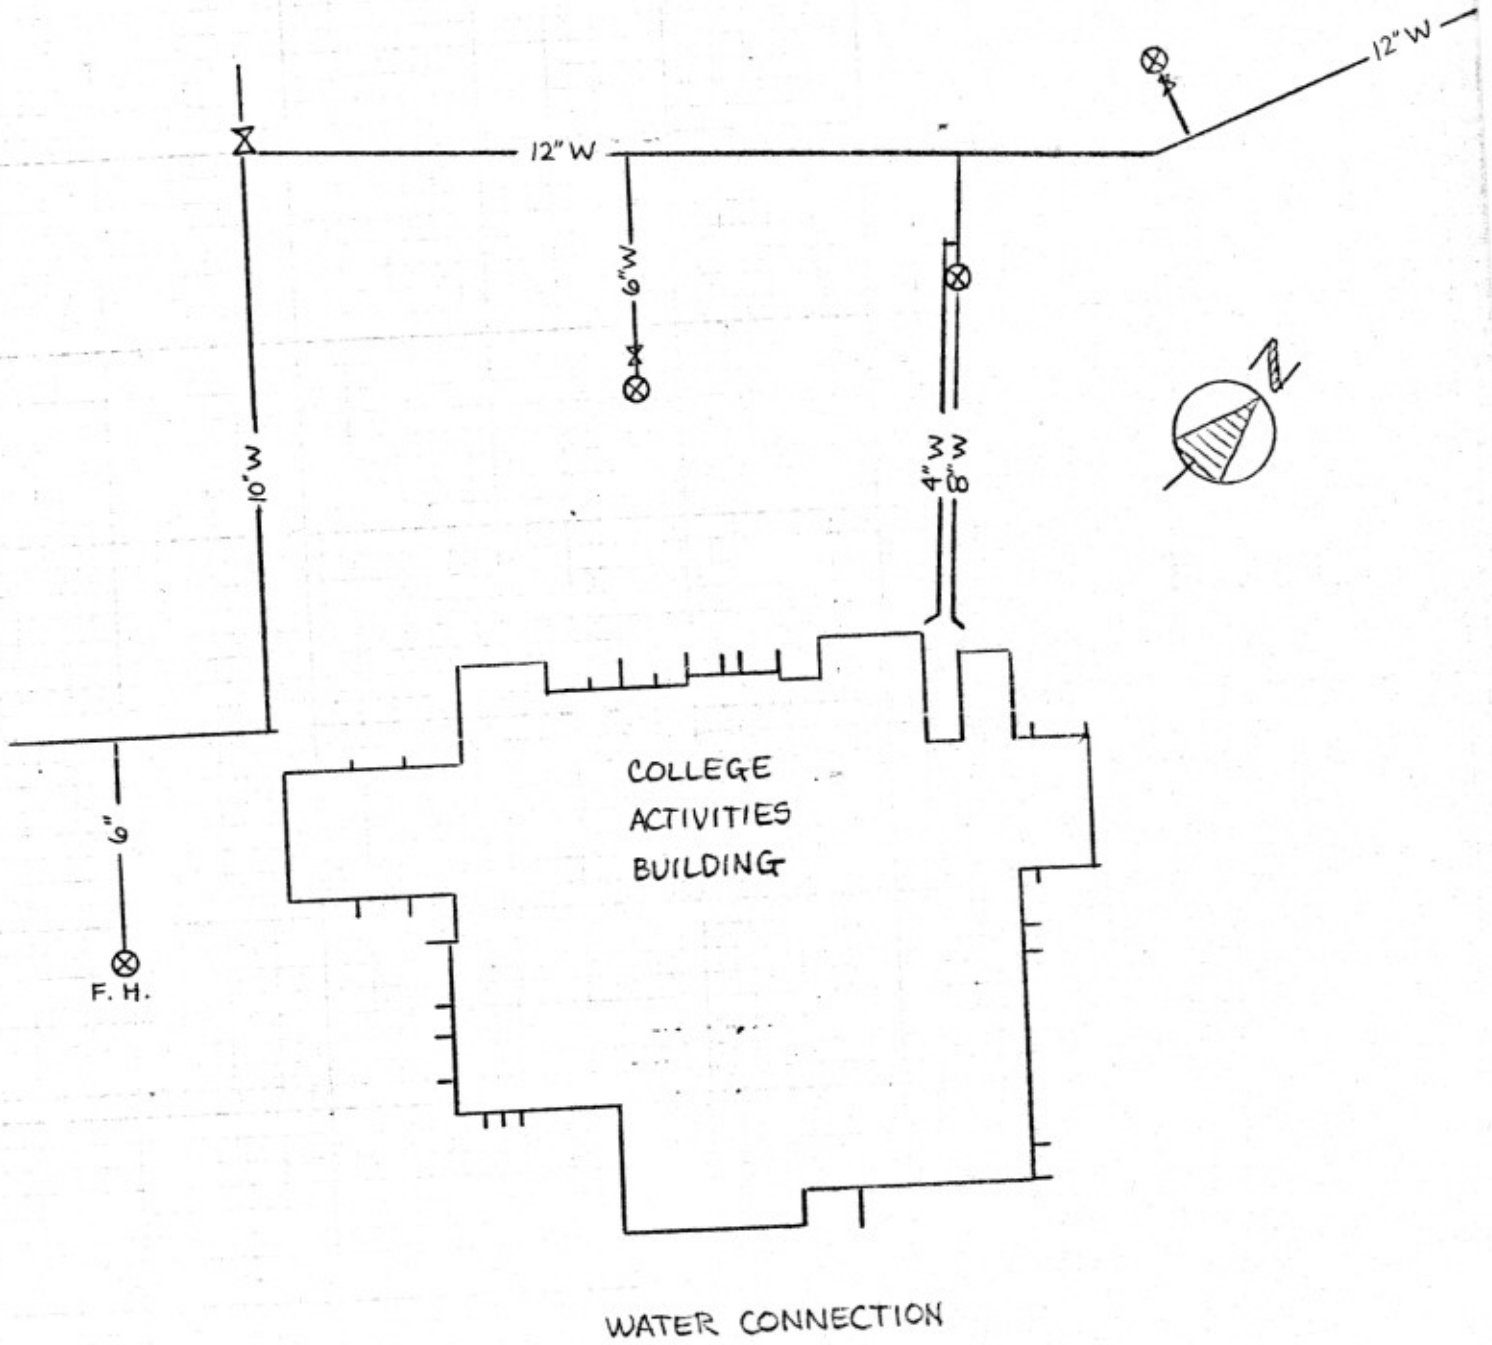 12" W
12" W
6" W
10" W
4" W
8" W
N
COLLEGE
ACTIVITIES
BUILDING
6"
F. H.
WATER CONNECTION